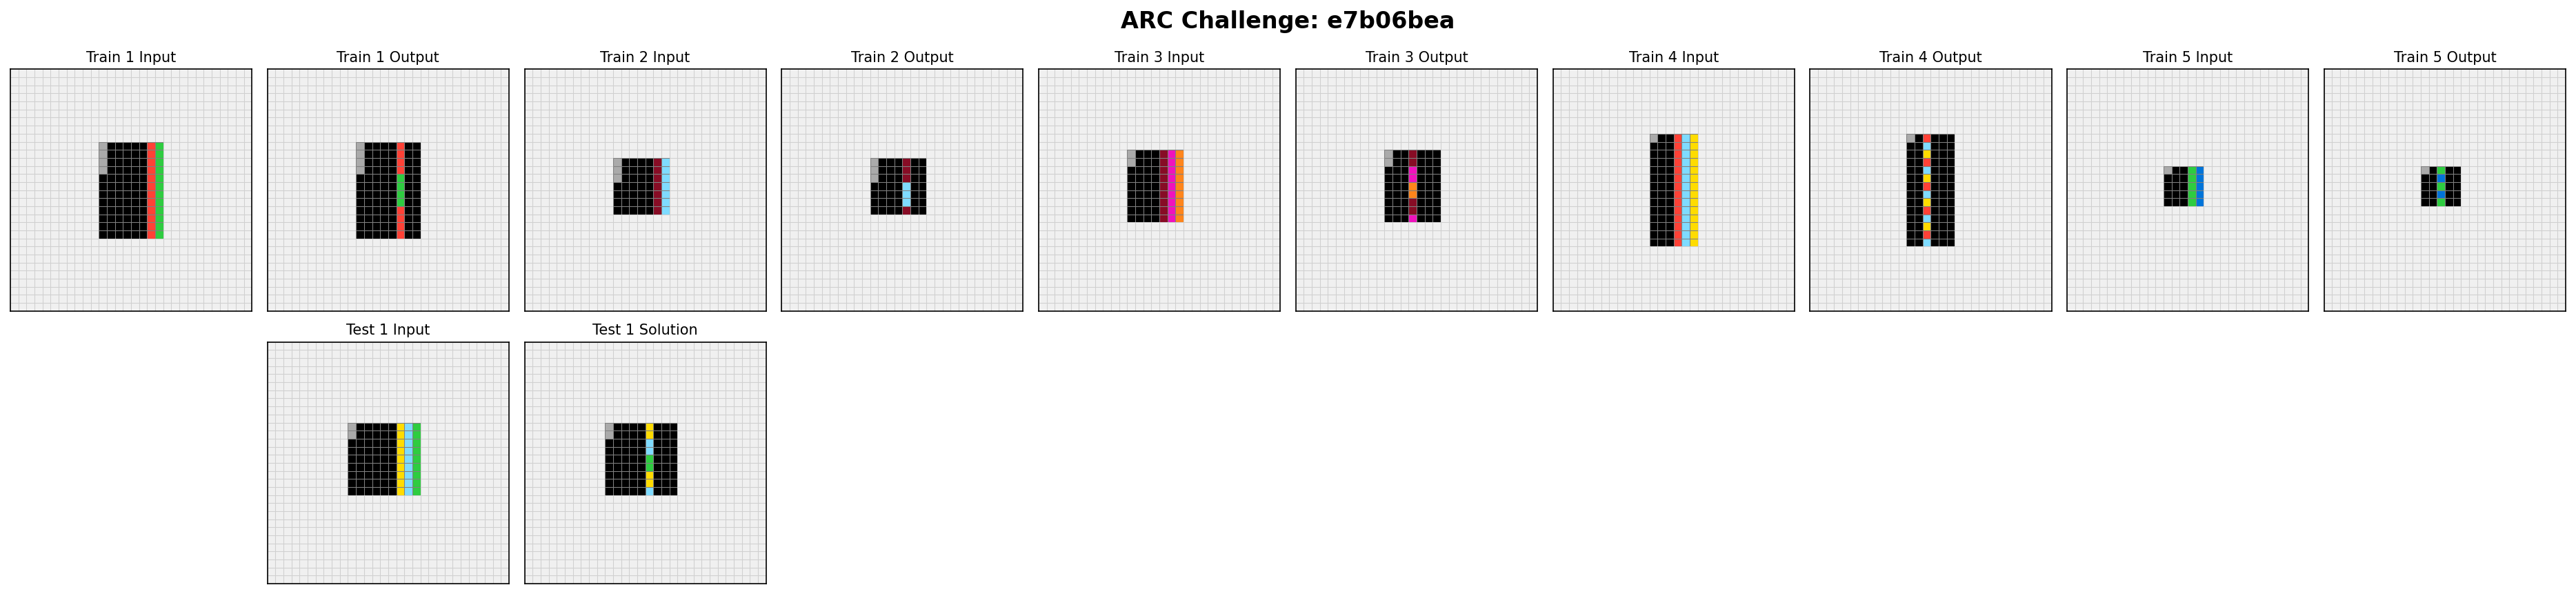 ARC Challenge: e7b06bea
Train 1 Input
Train 1 Output
Train 2 Input
Train 2 Output
Train 3 Input
Train 3 Output
Train 4 Input
Train 4 Output
Train 5 Input
Train 5 Output
Test 1 Input
Test 1 Solution